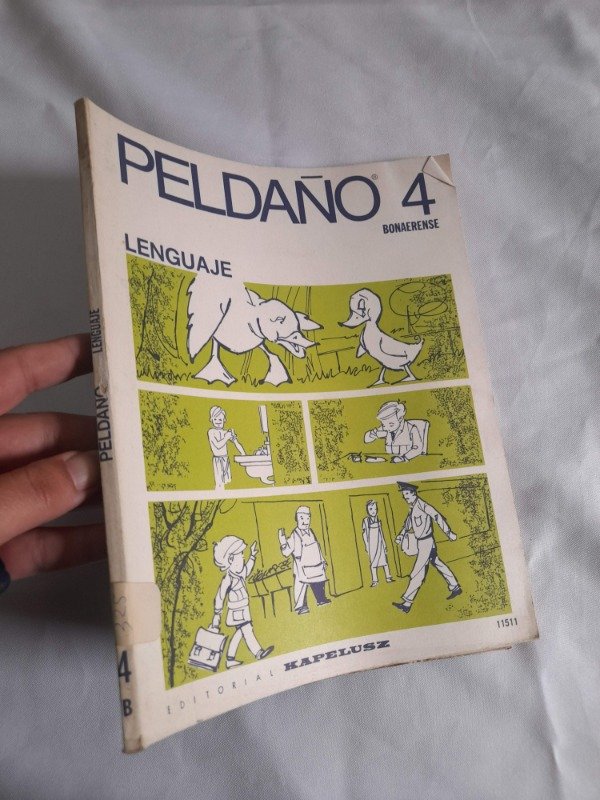 PELDAÑO® 4
BONAERENSE
LENGUAJE
11511
EDITORIAL KAPELUSZ
PELDAÑO LENGUAJE
4
B